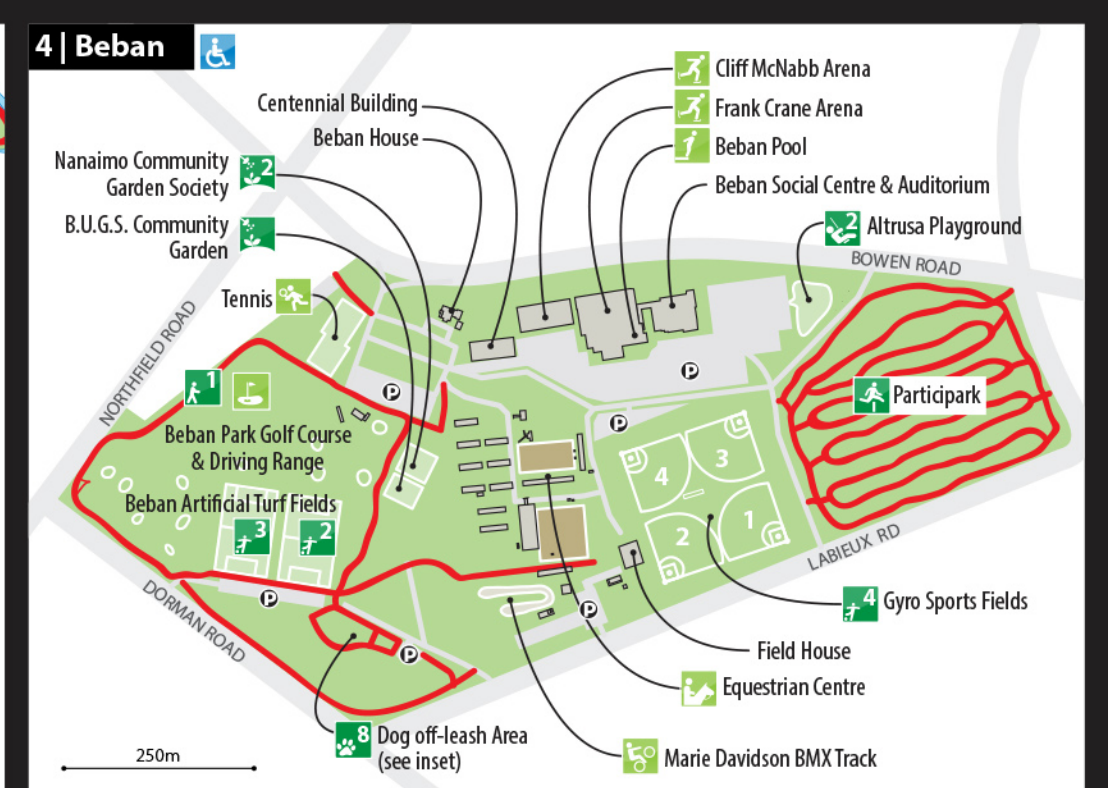 4 | Beban
Cliff McNabb Arena
Centennial Building
Frank Crane Arena
Beban House
Beban Pool
Nanaimo Community
Garden Society
2
Beban Social Centre & Auditorium
B.U.G.S. Community
Garden
2
Altrusa Playground
BOWEN ROAD
Tennis
NORTHFIELD ROAD
P
P
1
Participark
P
Beban Park Golf Course
& Driving Range
4
3
Beban Artificial Turf Fields
3
2
2
1
LABIEUX RD
DORMAN ROAD
P
P
4
Gyro Sports Fields
P
Field House
Equestrian Centre
8
Dog off-leash Area
(see inset)
250m
Marie Davidson BMX Track